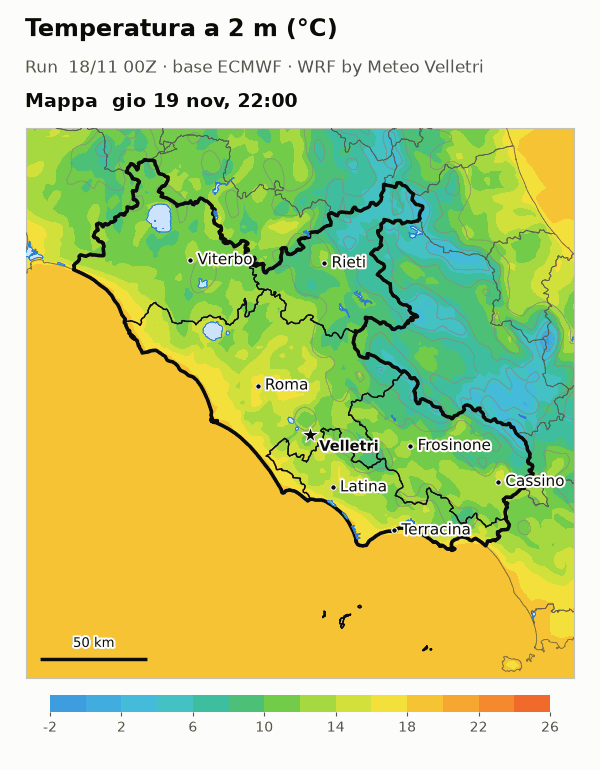 Temperatura a 2 m (°C)
Run  18/11 00Z · base ECMWF · WRF by Meteo Velletri
Mappa  gio 19 nov, 22:00
Viterbo
Rieti
Roma
Velletri
Frosinone
Latina
Cassino
Terracina
50 km
-2 2 6 10 14 18 22 26